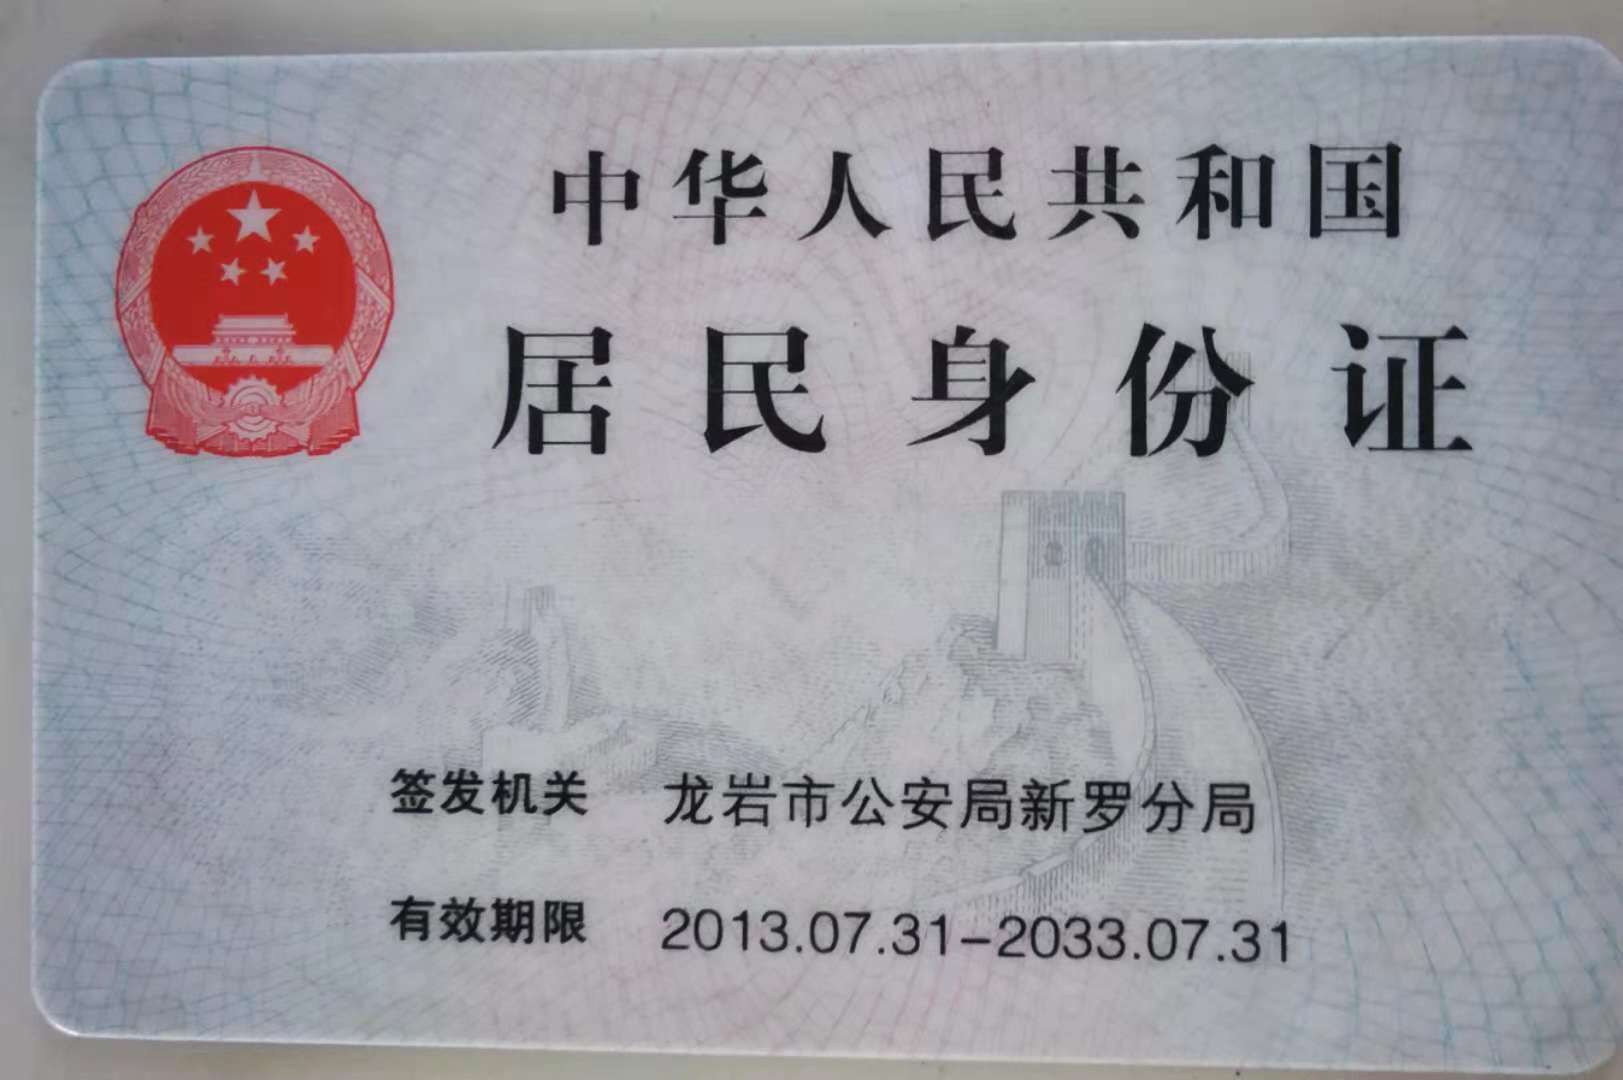 中华人民共和国
居民身份证
签发机关 龙岩市公安局新罗分局
有效期限 2013.07.31-2033.07.31